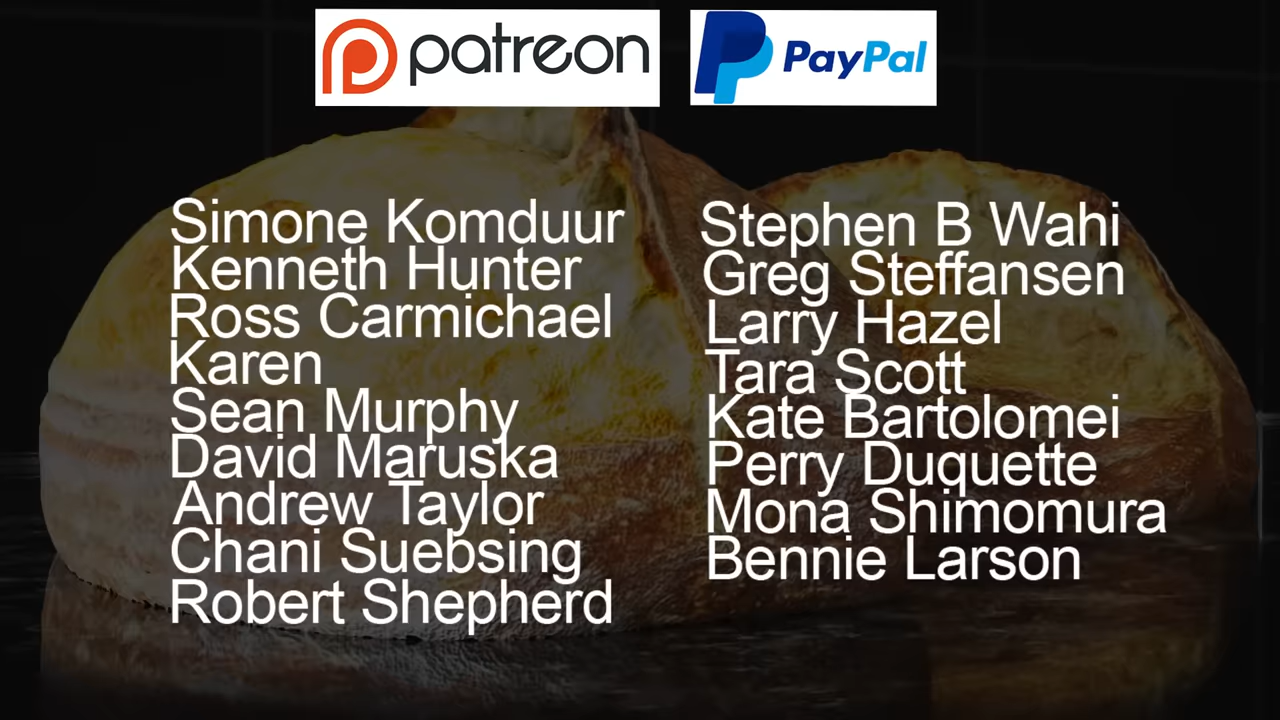 patreon
PayPal
Simone Komduur
Kenneth Hunter
Ross Carmichael
Karen
Sean Murphy
David Maruska
Andrew Taylor
Chani Suebsing
Robert Shepherd
Stephen B Wahi
Greg Steffansen
Larry Hazel
Tara Scott
Kate Bartolomei
Perry Duquette
Mona Shimomura
Bennie Larson